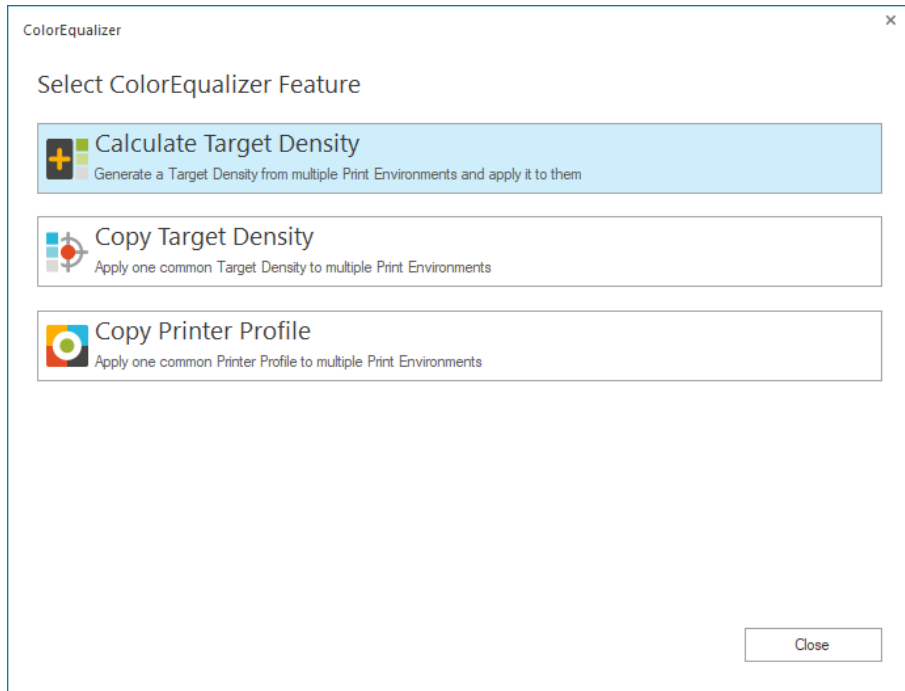 ColorEqualizer
Select ColorEqualizer Feature
Calculate Target Density
Generate a Target Density from multiple Print Environments and apply it to them
Copy Target Density
Apply one common Target Density to multiple Print Environments
Copy Printer Profile
Apply one common Printer Profile to multiple Print Environments
Close